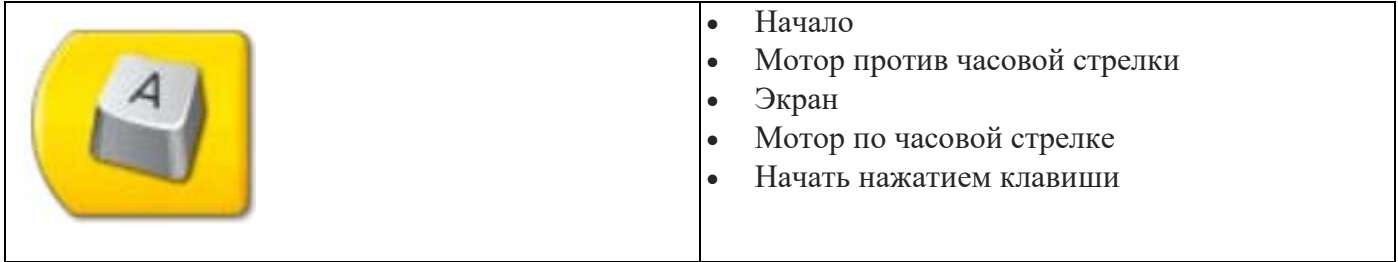 A
• Начало
• Мотор против часовой стрелки
• Экран
• Мотор по часовой стрелке
• Начать нажатием клавиши